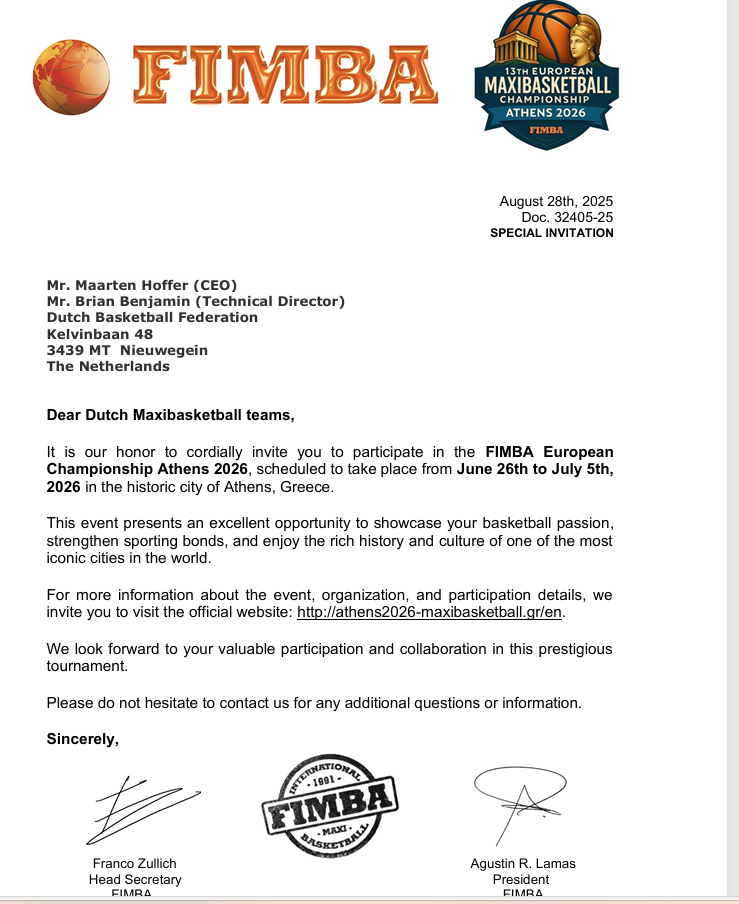 FIMBA
13TH EUROPEAN
MAXIBASKETBALL
CHAMPIONSHIP
ATHENS 2026
FIMBA
August 28th, 2025
Doc. 32405-25
SPECIAL INVITATION
Mr. Maarten Hoffer (CEO)
Mr. Brian Benjamin (Technical Director)
Dutch Basketball Federation
Kelvinbaan 48
3439 MT  Nieuwegein
The Netherlands
Dear Dutch Maxibasketball teams,
It is our honor to cordially invite you to participate in the FIMBA European
Championship Athens 2026, scheduled to take place from June 26th to July 5th,
2026 in the historic city of Athens, Greece.
This event presents an excellent opportunity to showcase your basketball passion,
strengthen sporting bonds, and enjoy the rich history and culture of one of the most
iconic cities in the world.
For more information about the event, organization, and participation details, we
invite you to visit the official website: http://athens2026-maxibasketball.gr/en.
We look forward to your valuable participation and collaboration in this prestigious
tournament.
Please do not hesitate to contact us for any additional questions or information.
Sincerely,
INTERNATIONAL
- 1991 -
FIMBA
- MAXI -
BASKETBALL
Franco Zullich
Head Secretary
FIMBA
Agustin R. Lamas
President
FIMBA